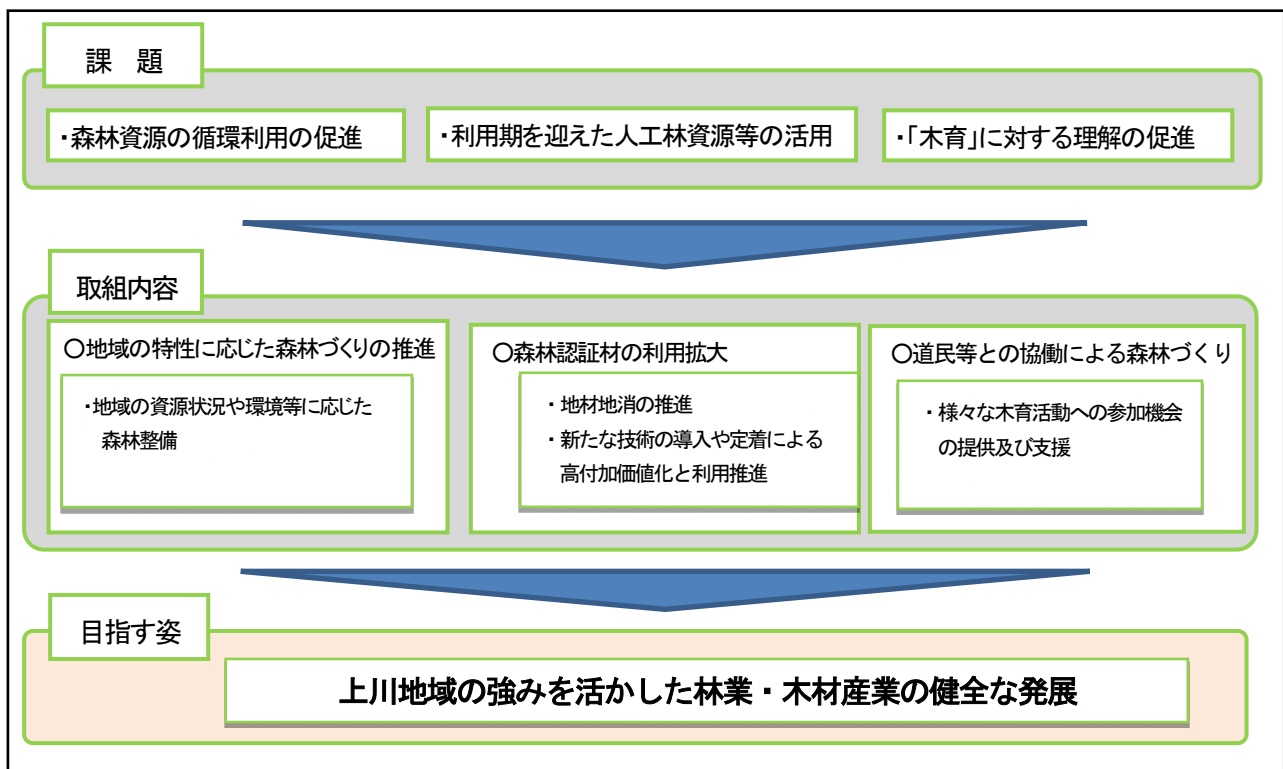 課　題
・森林資源の循環利用の促進
・利用期を迎えた人工林資源等の活用
・「木育」に対する理解の促進
取組内容
〇地域の特性に応じた森林づくりの推進
・地域の資源状況や環境等に応じた
森林整備
〇森林認証材の利用拡大
・地材地消の推進
・新たな技術の導入や定着による
高付加価値化と利用推進
〇道民等との協働による森林づくり
・様々な木育活動への参加機会
の提供及び支援
目指す姿
上川地域の強みを活かした林業・木材産業の健全な発展